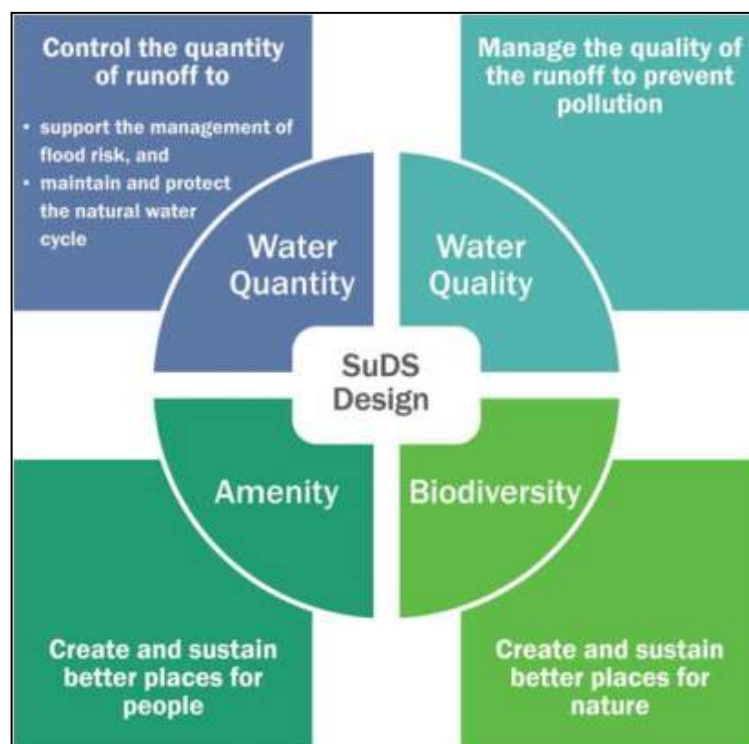 Control the quantity
of runoff to
• support the management of
flood risk, and
• maintain and protect
the natural water
cycle
Manage the quality of
the runoff to prevent
pollution
Water
Quantity
Water
Quality
SuDS
Design
Amenity
Biodiversity
Create and sustain
better places for
people
Create and sustain
better places for
nature